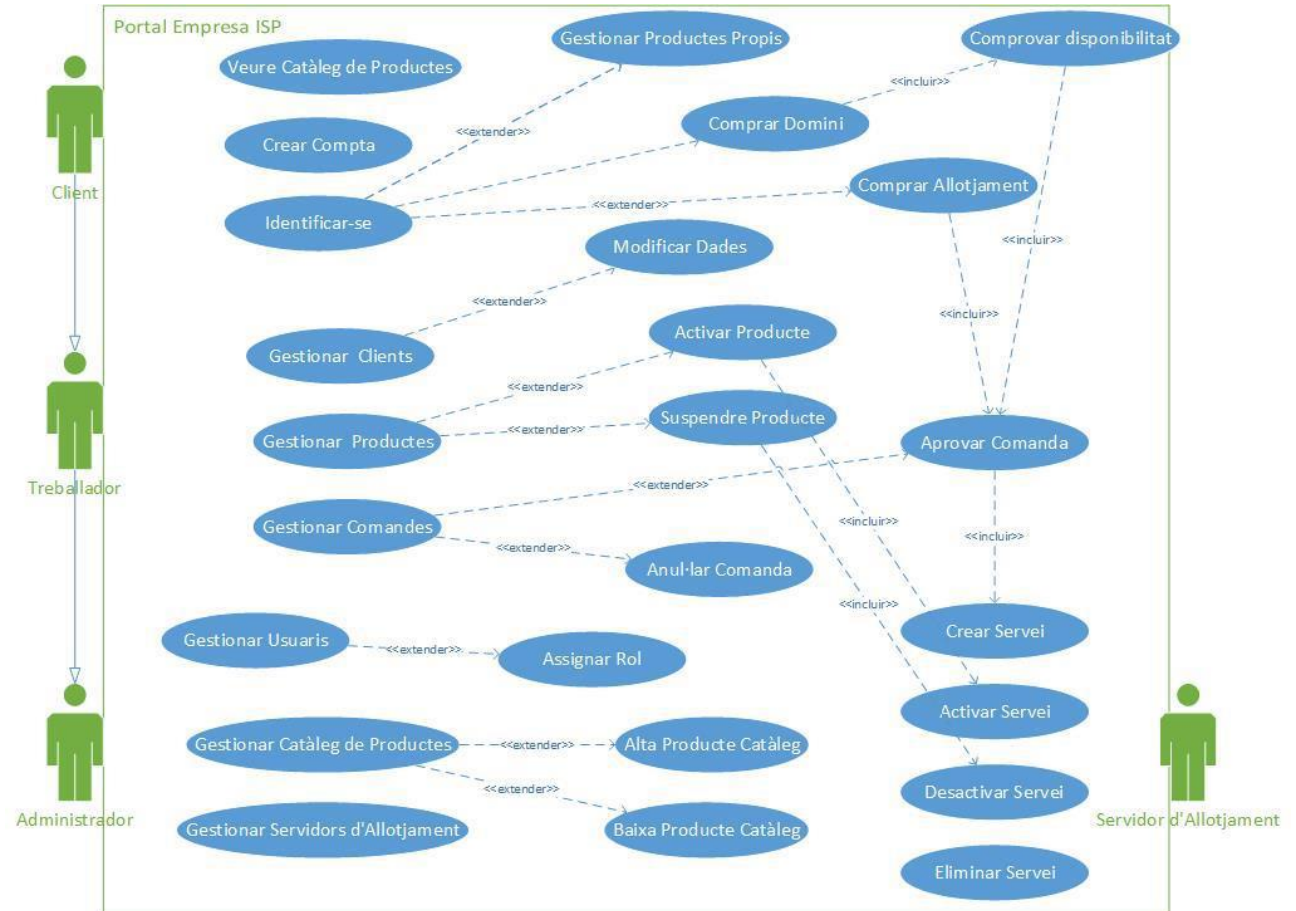 Portal Empresa ISP
Gestionar Productes Propis
Comprovar disponibilitat
Veure Catàleg de Productes
<<incluir>>
Comprar Domini
<<extender>>
Crear Compta
Client
Comprar Allotjament
<<extender>>
Identificar-se
<<incluir>>
Modificar Dades
<<extender>>
<<incluir>>
Activar Producte
Gestionar Clients
<<extender>>
Suspendre Producte
<<extender>>
Gestionar Productes
Aprovar Comanda
Treballador
<<extender>>
Gestionar Comandes
<<incluir>>
<<incluir>>
<<extender>>
Anul·lar Comanda
<<incluir>>
Crear Servei
Gestionar Usuaris
<<extender>>
Assignar Rol
Activar Servei
Gestionar Catàleg de Productes
<<extender>>
Alta Producte Catàleg
<<extender>>
Desactivar Servei
Administrador
Servidor d'Allotjament
Gestionar Servidors d'Allotjament
Baixa Producte Catàleg
Eliminar Servei